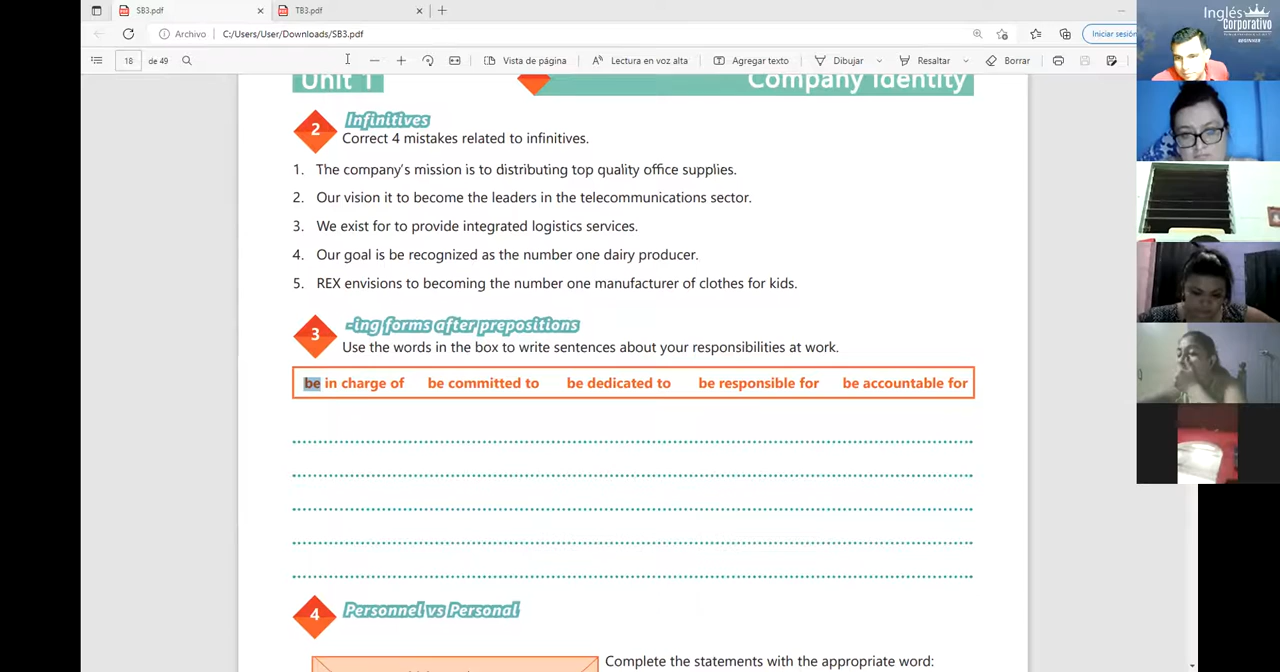 SB3.pdf
TB3.pdf
Archivo C:/Users/User/Downloads/SB3.pdf Iniciar sesión
18 de 49 Vista de página Lectura en voz alta Agregar texto Dibujar Resaltar Borrar
Inglés
Corporativo
BEGINNER
Unit 1 Company Identity
2 Infinitives
Correct 4 mistakes related to infinitives.
1. The company's mission is to distributing top quality office supplies.
2. Our vision it to become the leaders in the telecommunications sector.
3. We exist for to provide integrated logistics services.
4. Our goal is be recognized as the number one dairy producer.
5. REX envisions to becoming the number one manufacturer of clothes for kids.
3 -ing forms after prepositions
Use the words in the box to write sentences about your responsibilities at work.
be in charge of be committed to be dedicated to be responsible for be accountable for
4 Personnel vs Personal
Complete the statements with the appropriate word: